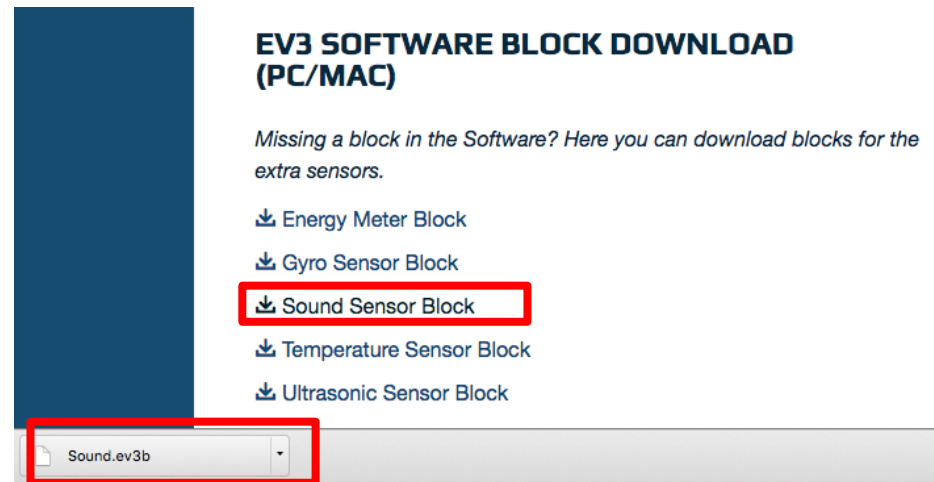 EV3 SOFTWARE BLOCK DOWNLOAD
(PC/MAC)
Missing a block in the Software? Here you can download blocks for the
extra sensors.
Energy Meter Block
Gyro Sensor Block
Sound Sensor Block
Temperature Sensor Block
Ultrasonic Sensor Block
Sound.ev3b